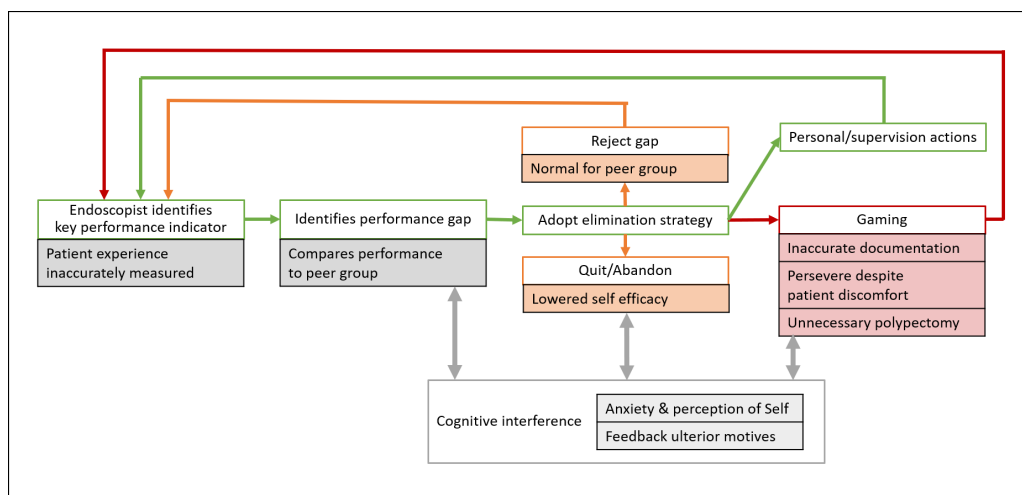 Reject gap
Normal for peer group
Personal/supervision actions
Endoscopist identifies
key performance indicator
Patient experience
inaccurately measured
Identifies performance gap
Compares performance
to peer group
Adopt elimination strategy
Quit/Abandon
Lowered self efficacy
Gaming
Inaccurate documentation
Persevere despite
patient discomfort
Unnecessary polypectomy
Cognitive interference
Anxiety & perception of Self
Feedback ulterior motives